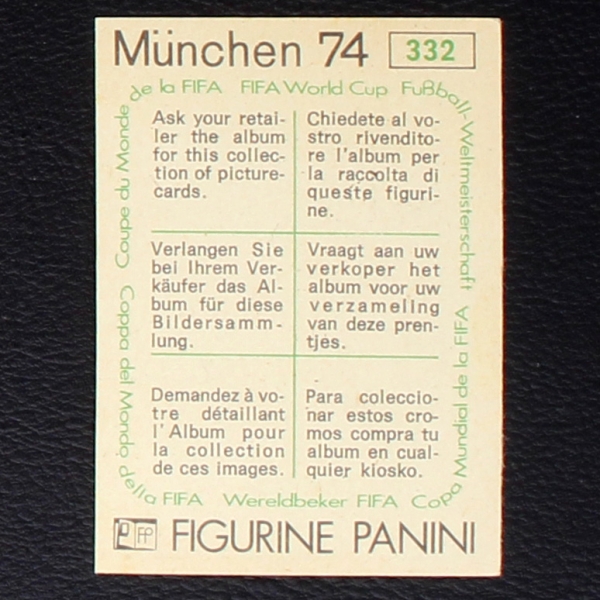 München 74 332
de la FIFA FIFA World Cup Fußball-Weltmeisterschaft
Ask your retai-
ler the album
for this collec-
tion of picture-
cards.
Chiedete al vo-
stro rivendito-
re l'album per
la raccolta di
queste figuri-
ne.
Verlangen Sie
bei Ihrem Ver-
käufer das Al-
bum für diese
Bildersamm-
lung.
Vraagt aan uw
verkoper het
album voor uw
verzameling
van deze pren-
tjes.
Demandez à vo-
tre détaillant
l'Album pour
la collection
de ces images.
Para coleccio-
nar estos cro-
mos compra tu
album en cual-
quier kiosko.
Coupe du Monde
Coppa del Mondo
della FIFA Wereldbeker FIFA Copa Mundial de la FIFA
FP FIGURINE PANINI